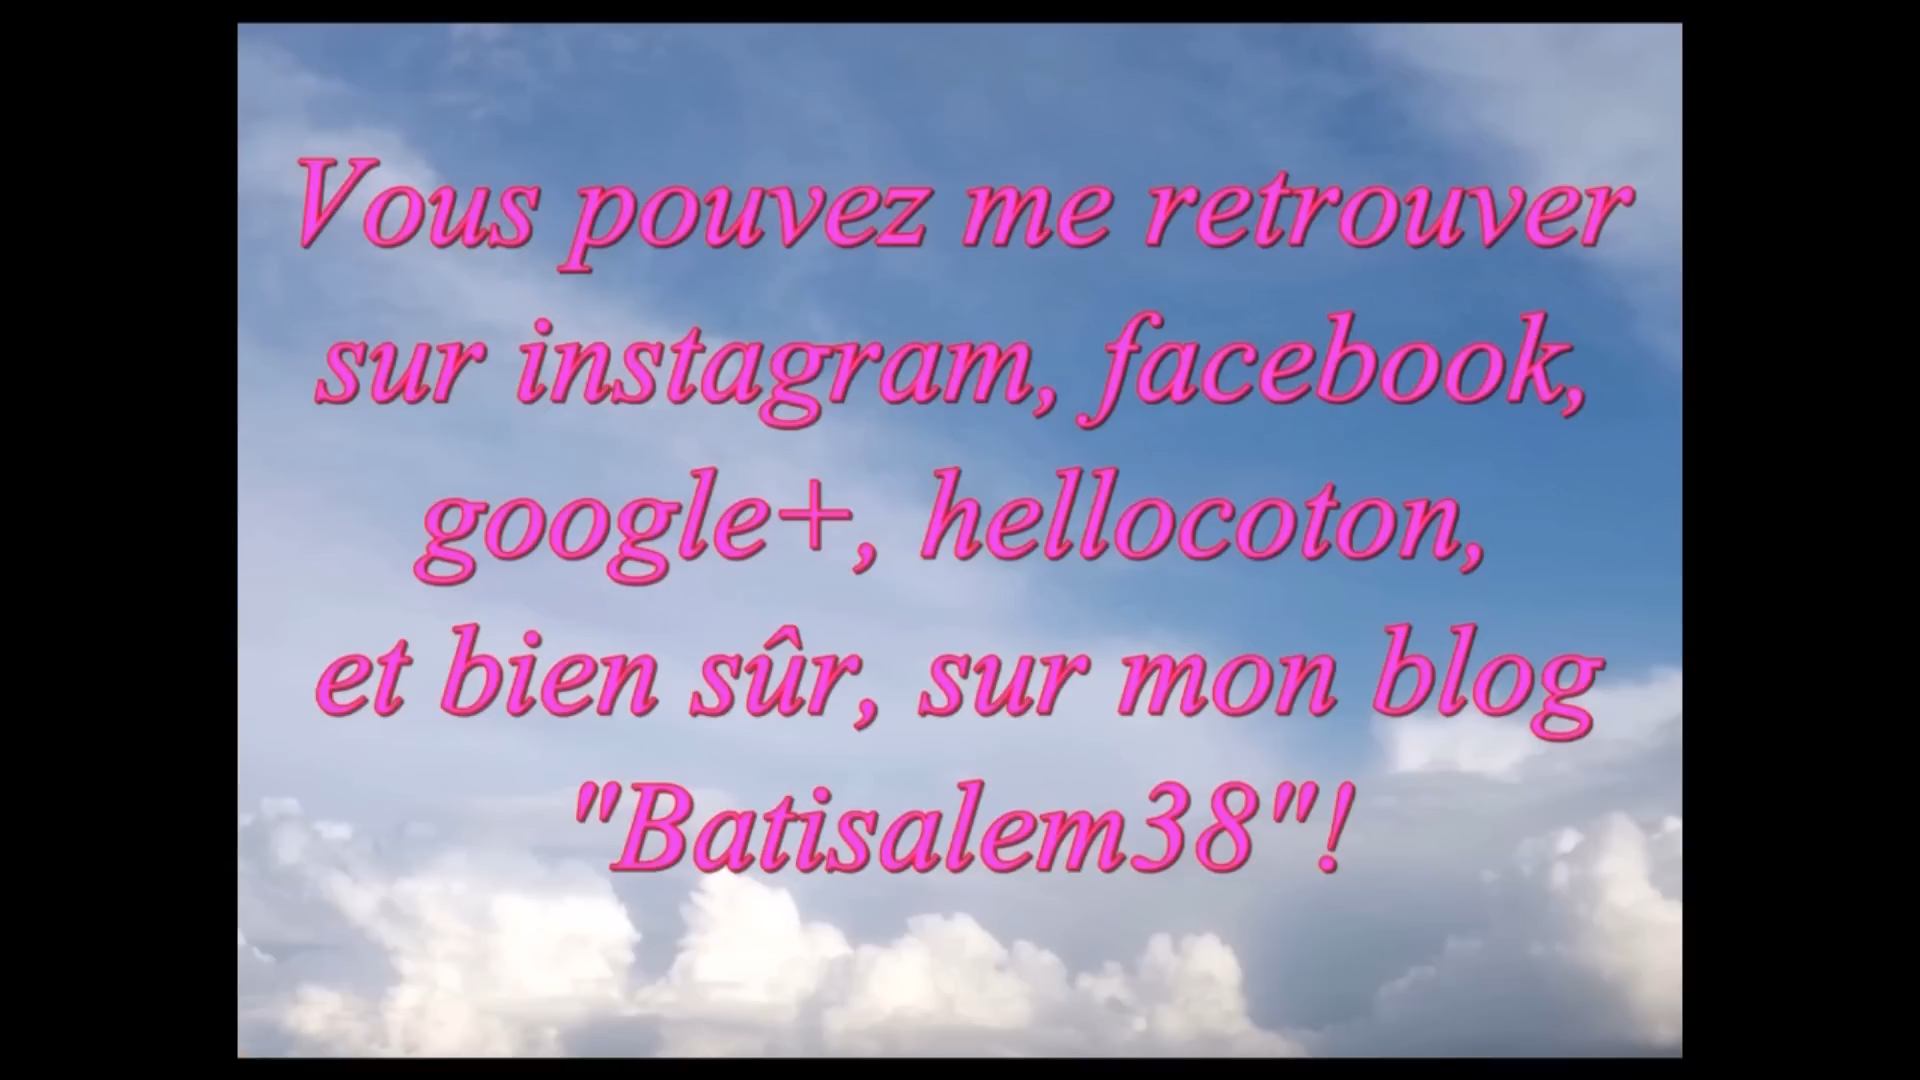 Vous pouvez me retrouver
sur instagram, facebook,
google+, hellocoton,
et bien sûr, sur mon blog
"Batisalem38"!